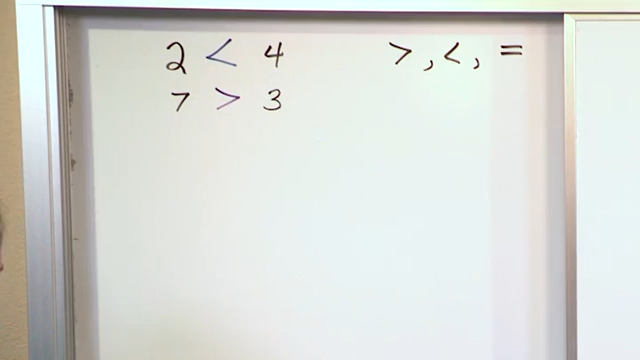 2 < 4 >, <, =
7 > 3